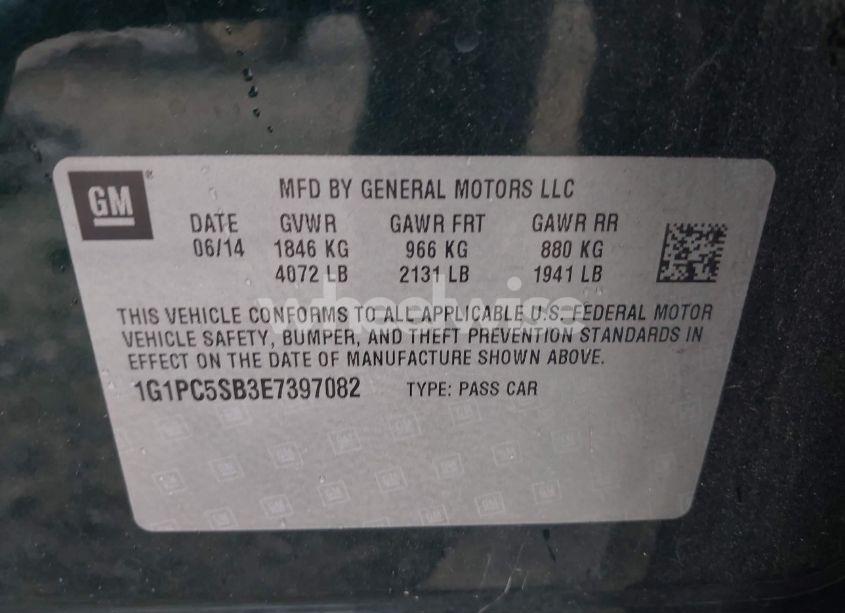 GM
MFD BY GENERAL MOTORS LLC
DATE GVWR GAWR FRT GAWR RR
06/14 1846 KG 966 KG 880 KG
4072 LB 2131 LB 1941 LB
wheelwise
THIS VEHICLE CONFORMS TO ALL APPLICABLE U.S. FEDERAL MOTOR
VEHICLE SAFETY, BUMPER, AND THEFT PREVENTION STANDARDS IN
EFFECT ON THE DATE OF MANUFACTURE SHOWN ABOVE.
1G1PC5SB3E7397082 TYPE: PASS CAR